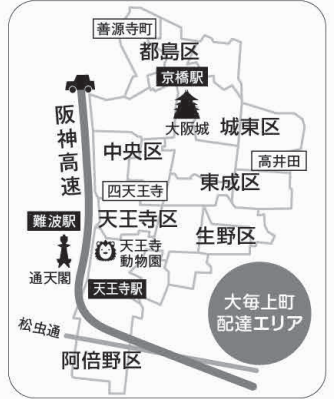 善源寺町
都島区
京橋駅
大阪城
城東区
阪神高速
中央区
高井田
東成区
四天王寺
天王寺区
生野区
難波駅
通天閣
天王寺
動物園
天王寺駅
大毎上町
配達エリア
松虫通
阿倍野区